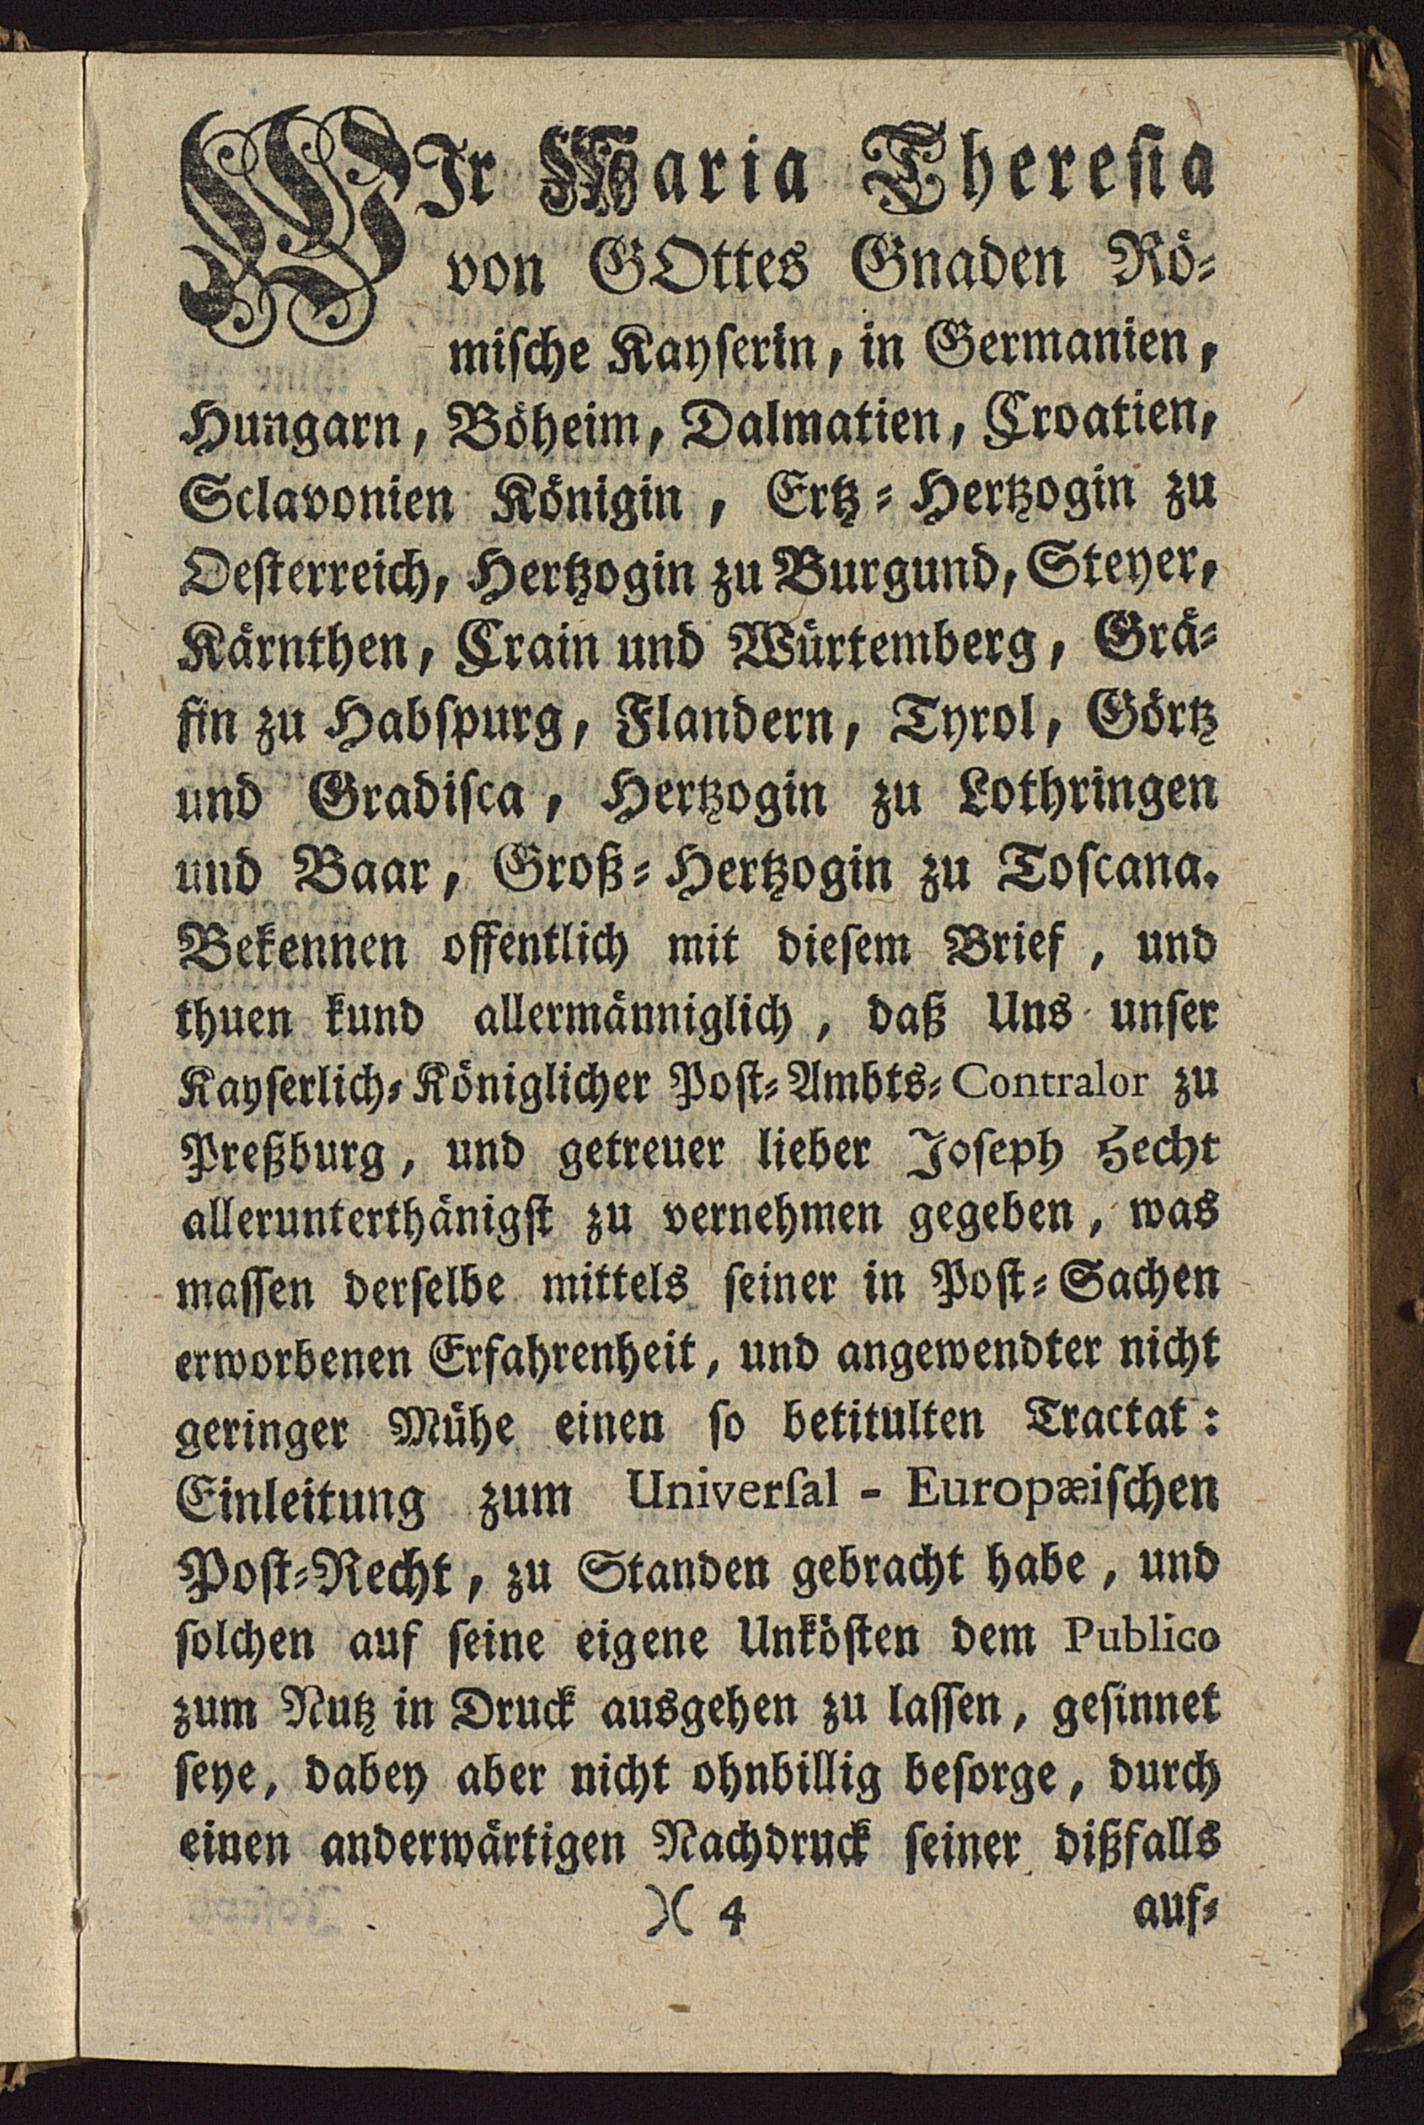 WIr Maria Theresia
von GOttes Gnaden Rö-
mische Kayserin, in Germanien,
Hungarn, Böheim, Dalmatien, Croatien,
Sclavonien Königin, Ertz-Hertzogin zu
Oesterreich, Hertzogin zu Burgund, Steyer,
Kärnthen, Crain und Würtemberg, Grä-
fin zu Habspurg, Flandern, Tyrol, Görtz
und Gradisca, Hertzogin zu Lothringen
und Baar, Groß-Hertzogin zu Toscana.
Bekennen offentlich mit diesem Brief, und
thuen kund allermänniglich, daß Uns unser
Kayserlich-Königlicher Post-Ambts-Contralor zu
Preßburg, und getreuer lieber Joseph Hecht
allerunterthänigst zu vernehmen gegeben, was
massen derselbe mittels seiner in Post-Sachen
erworbenen Erfahrenheit, und angewendter nicht
geringer Mühe einen so betitulten Tractat:
Einleitung zum Universal-Europæischen
Post-Recht, zu Standen gebracht habe, und
solchen auf seine eigene Unkösten dem Publico
zum Nutz in Druck ausgehen zu lassen, gesinnet
seye, dabey aber nicht ohnbillig besorge, durch
einen anderwärtigen Nachdruck seiner dißfalls
)( 4 auf-